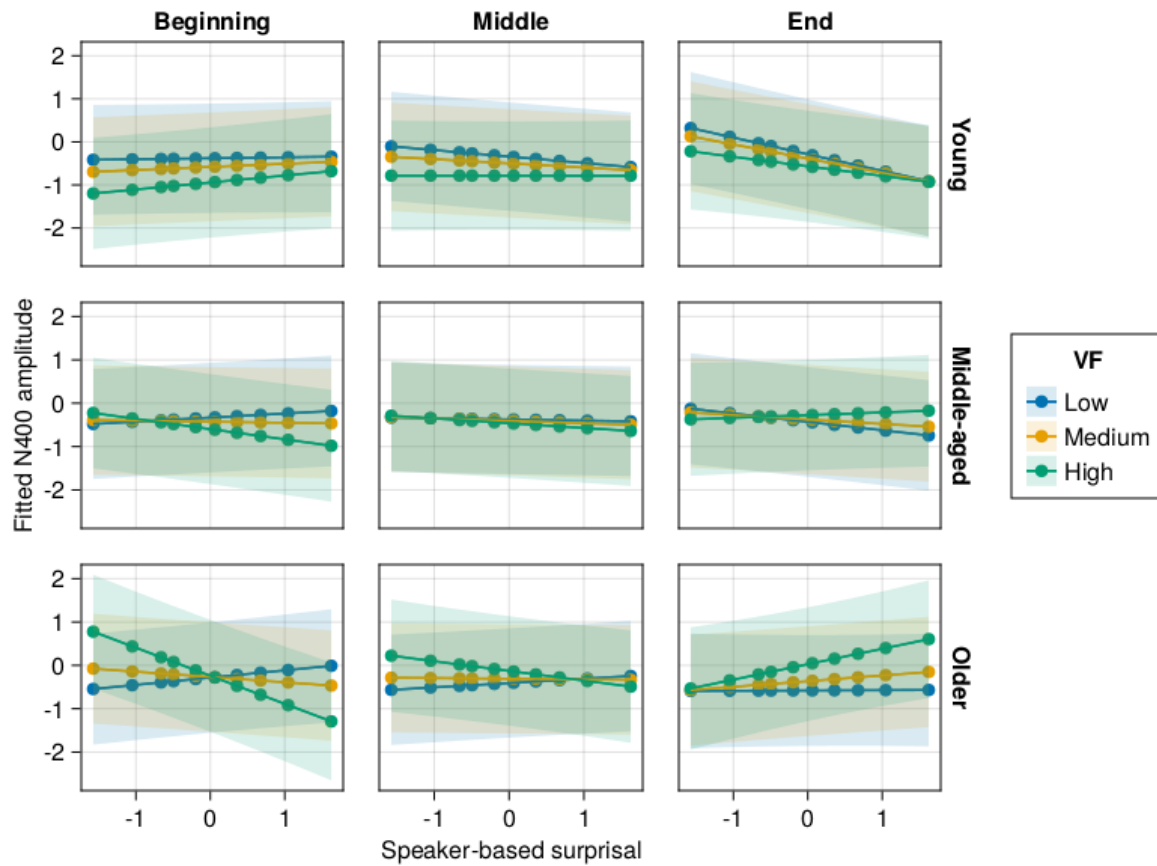 Beginning Middle End
2
1
0
-1
-2
Young
2
1
0
-1
-2
Middle-aged
2
1
0
-1
-2
Older
-1 0 1 -1 0 1 -1 0 1
Fitted N400 amplitude
Speaker-based surprisal
VF
Low
Medium
High